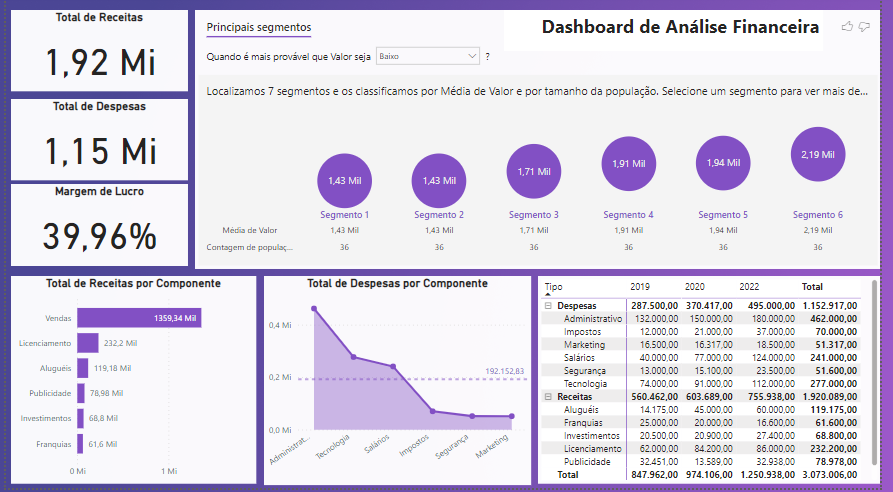 Total de Receitas
1,92 Mi
Total de Despesas
1,15 Mi
Margem de Lucro
39,96%
Principais segmentos
Dashboard de Análise Financeira
Quando é mais provável que Valor seja Baixo ?
Localizamos 7 segmentos e os classificamos por Média de Valor e por tamanho da população. Selecione um segmento para ver mais de...
1,43 Mil 1,43 Mil 1,71 Mil 1,91 Mil 1,94 Mil 2,19 Mil
Segmento 1 Segmento 2 Segmento 3 Segmento 4 Segmento 5 Segmento 6
Média de Valor 1,43 Mil 1,43 Mil 1,71 Mil 1,91 Mil 1,94 Mil 2,19 Mil
Contagem de populaç... 36 36 36 36 36 36
Total de Receitas por Componente
Vendas 1359,34 Mil
Licenciamento 232,2 Mil
Aluguéis 119,18 Mil
Publicidade 78,98 Mil
Investimentos 68,8 Mil
Franquias 61,6 Mil
0 Mi 1 Mi
Total de Despesas por Componente
0,4 Mi
192.152,83
0,2 Mi
0,0 Mi
Administrat... Tecnologia Salários Impostos Segurança Marketing
Tipo 2019 2020 2022 Total
Despesas 287.500,00 370.417,00 495.000,00 1.152.917,00
Administrativo 132.000,00 150.000,00 180.000,00 462.000,00
Impostos 12.000,00 21.000,00 37.000,00 70.000,00
Marketing 16.500,00 16.317,00 18.500,00 51.317,00
Salários 40.000,00 77.000,00 124.000,00 241.000,00
Segurança 13.000,00 15.100,00 23.500,00 51.600,00
Tecnologia 74.000,00 91.000,00 112.000,00 277.000,00
Receitas 560.462,00 603.689,00 755.938,00 1.920.089,00
Aluguéis 14.175,00 45.000,00 60.000,00 119.175,00
Franquias 25.000,00 20.000,00 16.600,00 61.600,00
Investimentos 20.500,00 20.900,00 27.400,00 68.800,00
Licenciamento 62.000,00 84.200,00 86.000,00 232.200,00
Publicidade 32.451,00 13.589,00 32.938,00 78.978,00
Total 847.962,00 974.106,00 1.250.938,00 3.073.006,00